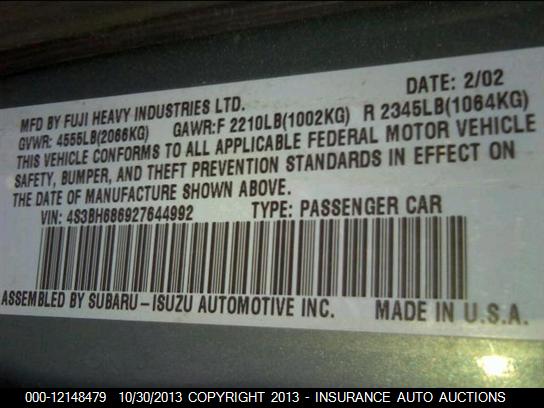 DATE: 2/02
MFD BY FUJI HEAVY INDUSTRIES LTD.
GVWR: 4555LB(2066KG) GAWR:F 2210LB(1002KG) R 2345LB(1064KG)
THIS VEHICLE CONFORMS TO ALL APPLICABLE FEDERAL MOTOR VEHICLE
SAFETY, BUMPER, AND THEFT PREVENTION STANDARDS IN EFFECT ON
THE DATE OF MANUFACTURE SHOWN ABOVE.
VIN: 4S3BH686927644992 TYPE: PASSENGER CAR
ASSEMBLED BY SUBARU-ISUZU AUTOMOTIVE INC. MADE IN U.S.A.
000-12148479 10/30/2013 COPYRIGHT 2013 - INSURANCE AUTO AUCTIONS